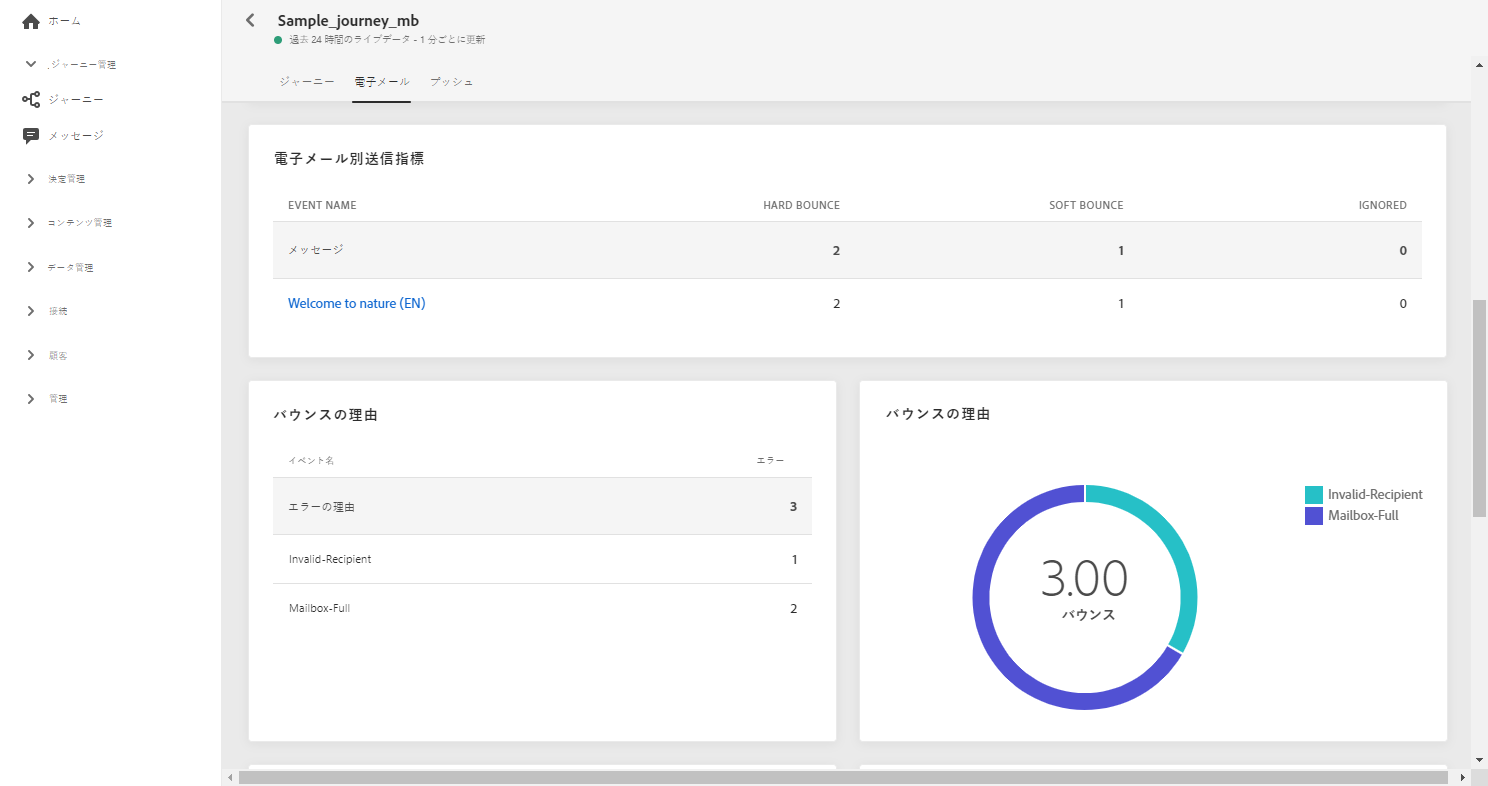 ホーム
ジャーニー管理
ジャーニー
メッセージ
決定管理
コンテンツ管理
データ管理
接続
顧客
管理
Sample_journey_mb
過去 24 時間のライブデータ - 1 分ごとに更新
ジャーニー 電子メール プッシュ
電子メール別送信指標
EVENT NAME HARD BOUNCE SOFT BOUNCE IGNORED
メッセージ 2 1 0
Welcome to nature (EN) 2 1 0
バウンスの理由
イベント名 エラー
エラーの理由 3
Invalid-Recipient 1
Mailbox-Full 2
バウンスの理由
Invalid-Recipient
Mailbox-Full
3.00
バウンス